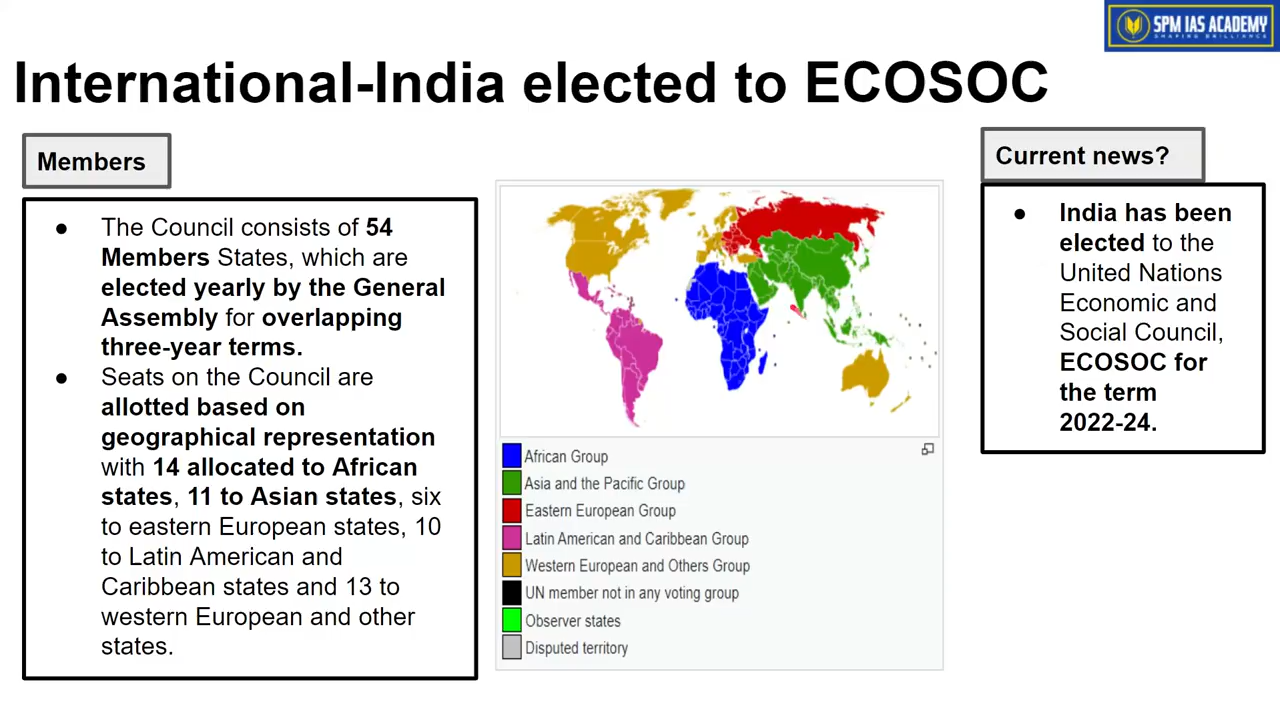 SPM IAS ACADEMY
SHAPING BRILLIANCE
International-India elected to ECOSOC
Members
● The Council consists of 54
Members States, which are
elected yearly by the General
Assembly for overlapping
three-year terms.
● Seats on the Council are
allotted based on
geographical representation
with 14 allocated to African
states, 11 to Asian states, six
to eastern European states, 10
to Latin American and
Caribbean states and 13 to
western European and other
states.
African Group
Asia and the Pacific Group
Eastern European Group
Latin American and Caribbean Group
Western European and Others Group
UN member not in any voting group
Observer states
Disputed territory
Current news?
● India has been
elected to the
United Nations
Economic and
Social Council,
ECOSOC for
the term
2022-24.